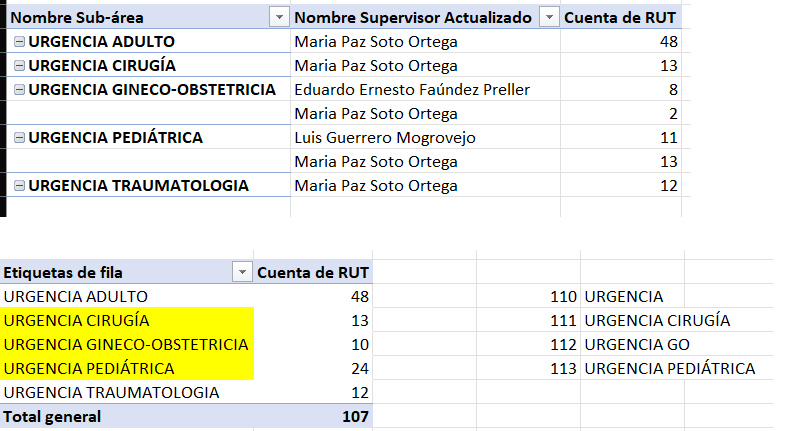 Nombre Sub-área Nombre Supervisor Actualizado Cuenta de RUT
URGENCIA ADULTO Maria Paz Soto Ortega 48
URGENCIA CIRUGÍA Maria Paz Soto Ortega 13
URGENCIA GINECO-OBSTETRICIA Eduardo Ernesto Faúndez Preller 8
Maria Paz Soto Ortega 2
URGENCIA PEDIÁTRICA Luis Guerrero Mogrovejo 11
Maria Paz Soto Ortega 13
URGENCIA TRAUMATOLOGIA Maria Paz Soto Ortega 12
Etiquetas de fila Cuenta de RUT
URGENCIA ADULTO 48 110 URGENCIA
URGENCIA CIRUGÍA 13 111 URGENCIA CIRUGÍA
URGENCIA GINECO-OBSTETRICIA 10 112 URGENCIA GO
URGENCIA PEDIÁTRICA 24 113 URGENCIA PEDIÁTRICA
URGENCIA TRAUMATOLOGIA 12
Total general 107